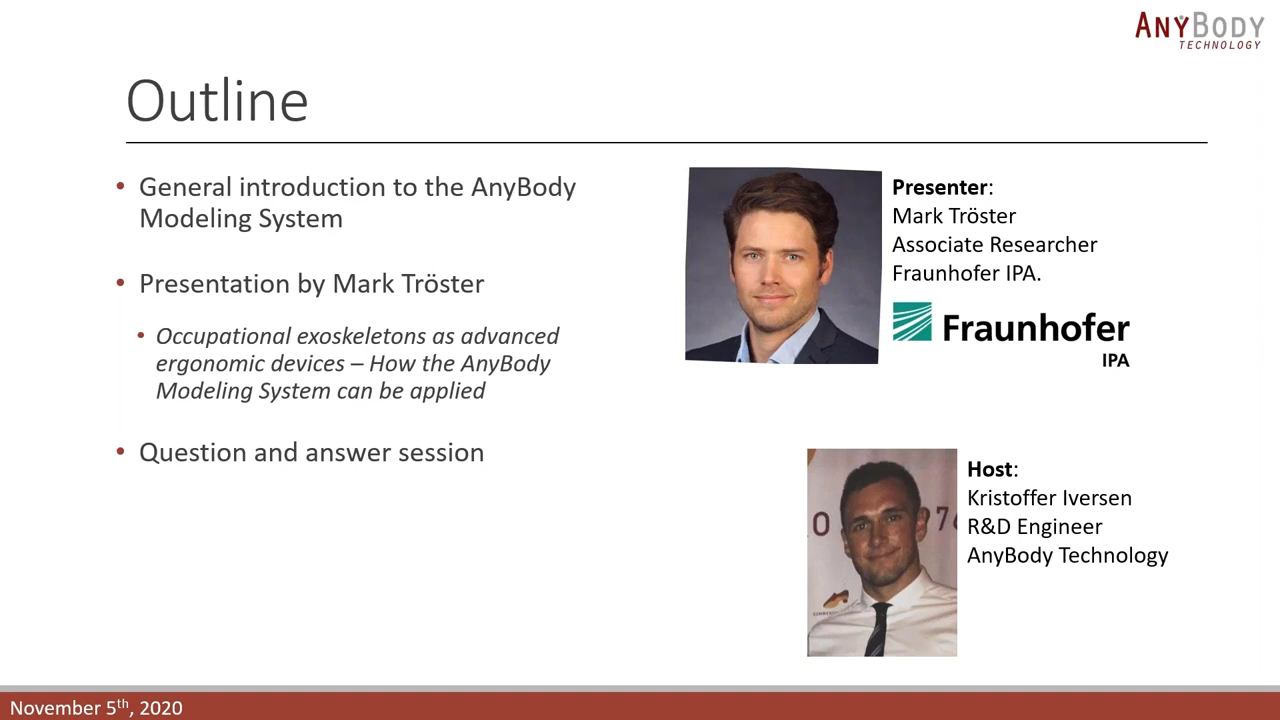 ANYBODY
TECHNOLOGY
Outline
• General introduction to the AnyBody
Modeling System
• Presentation by Mark Tröster
• Occupational exoskeletons as advanced
ergonomic devices – How the AnyBody
Modeling System can be applied
• Question and answer session
Presenter:
Mark Tröster
Associate Researcher
Fraunhofer IPA.
Fraunhofer
IPA
Host:
Kristoffer Iversen
R&D Engineer
AnyBody Technology
November 5th, 2020